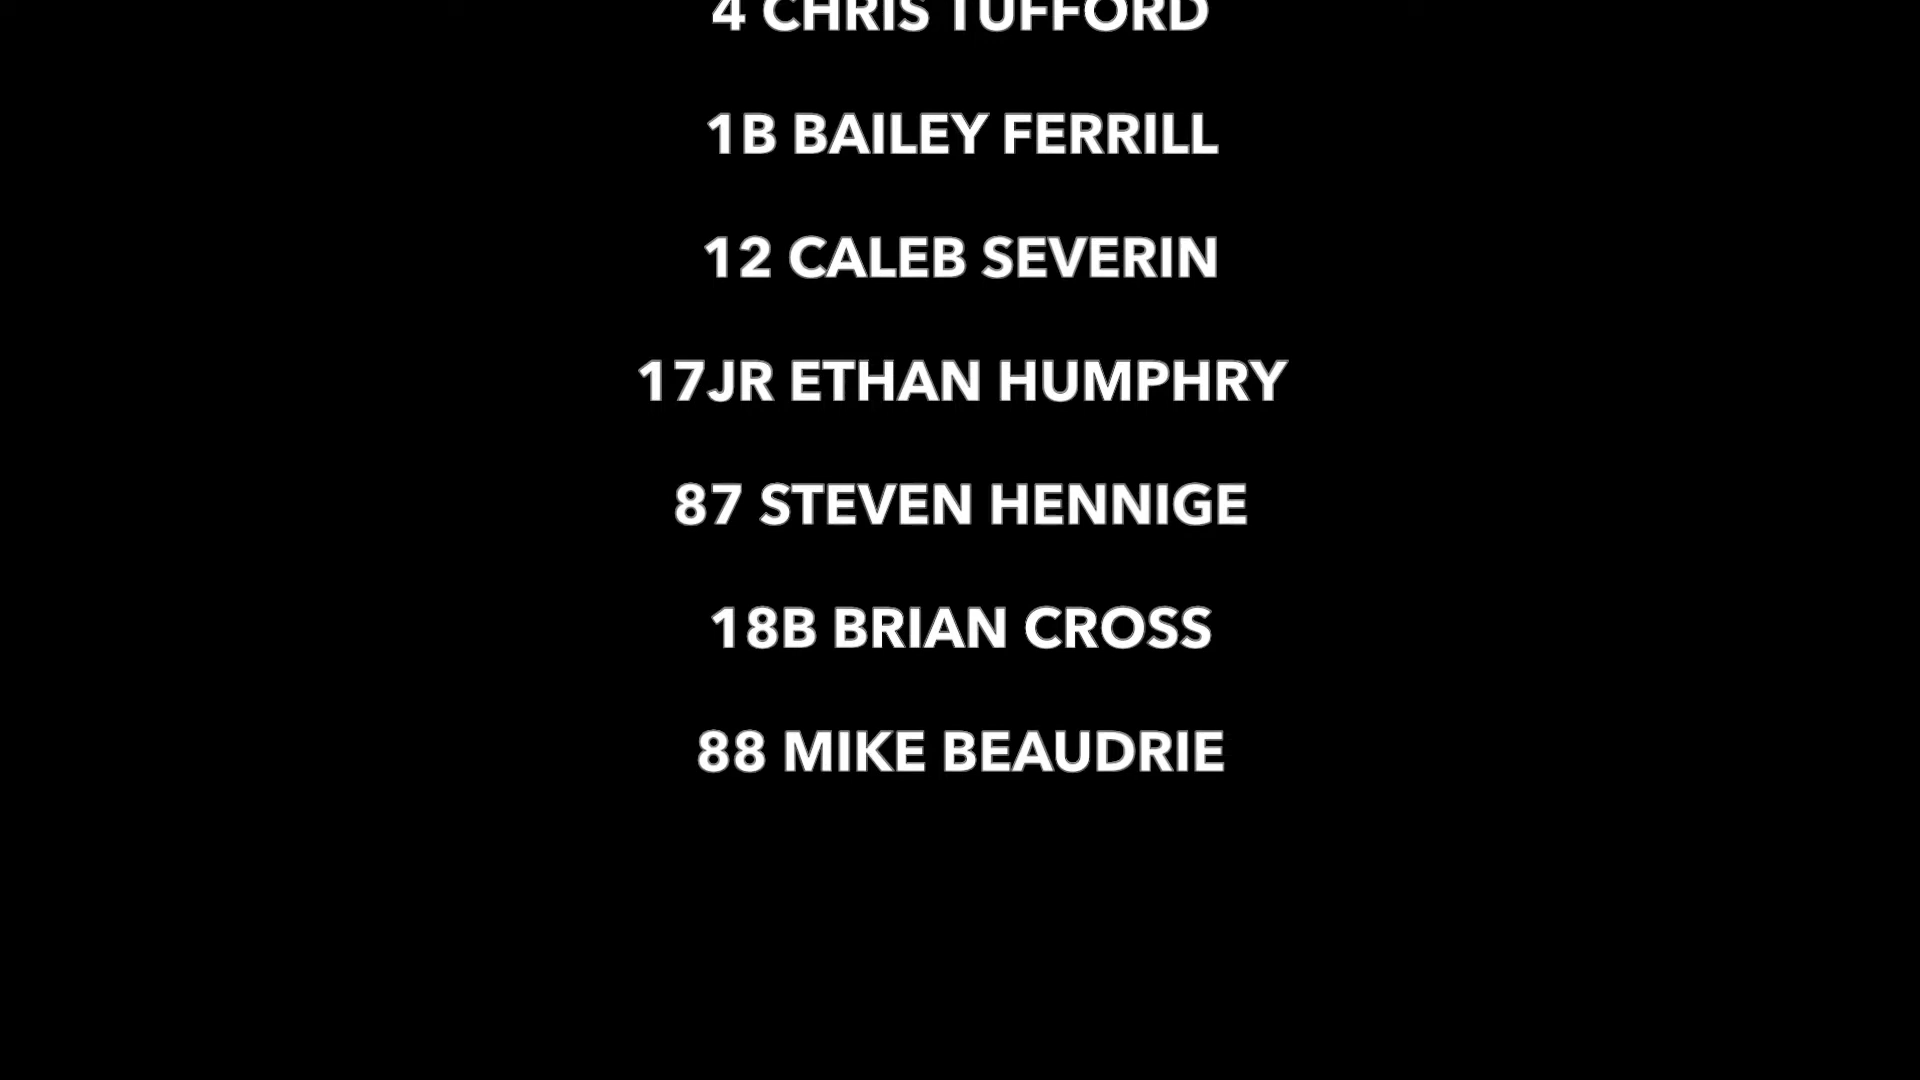 4 CHRIS TUFFORD
1B BAILEY FERRILL
12 CALEB SEVERIN
17JR ETHAN HUMPHRY
87 STEVEN HENNIGE
18B BRIAN CROSS
88 MIKE BEAUDRIE